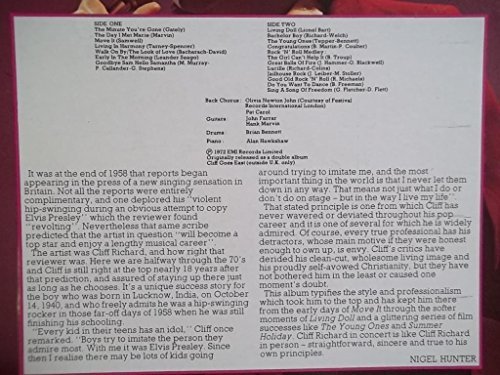 SIDE ONE
The Minute You're Gone (Gately)
The Day I Met Marie (Marvin)
Move It (Samwell)
Living In Harmony (Tarney-Spencer)
Walk On By/The Look of Love (Bacharach-David)
Early In The Morning (Leander Seago)
Goodbye Sam Hello Samantha (M. Murray-
P. Callander-G. Stephens)
SIDE TWO
Living Doll (Lionel Bart)
Bachelor Boy (Richard-Welch)
The Young Ones (Tepper-Bennett)
Congratulations (B. Martin-P. Coulter)
Rock 'N' Roll Medley
The Girl Can't Help It (B. Troup)
Great Balls Of Fire (J. Hammer-O. Blackwell)
Lucille (Richard-Colins)
Jailhouse Rock (J. Leiber-M. Stoller)
Good Old Rock 'N' Roll (R. Michaels)
Do You Want To Dance (B. Freeman)
Sing A Song Of Freedom (G. Fletcher-D. Flett)
Back Chorus: Olivia Newton John (Courtesy of Festival
Records International London)
Pat Carol
Guitars: John Farrar
Hank Marvin
Drums: Brian Bennett
Piano: Alan Hawkshaw
Ⓟ 1972 EMI Records Limited
Originally released as a double album
Cliff Goes East (outside U.K. only)
It was at the end of 1958 that reports began
appearing in the press of a new singing sensation in
Britain. Not all the reports were entirely
complimentary, and one deplored his "violent
hip-swinging during an obvious attempt to copy
Elvis Presley" which the reviewer found
"revolting". Nevertheless that same scribe
predicted that the artist in question "will become a
top star and enjoy a lengthy musical career".
The artist was Cliff Richard, and how right that
reviewer was. Here we are halfway through the 70's
and Cliff is still right at the top nearly 18 years after
that prediction, and assured of staying up there just
as long as he chooses. It's a unique success story for
the boy who was born in Lucknow, India, on October
14, 1940, and who freely admits he was a hip-swinging
rocker in those far-off days of 1958 when he was still
finishing his schooling.
"Every kid in their teens has an idol," Cliff once
remarked. "Boys try to imitate the person they
admire most. With me it was Elvis Presley. Since
then I realise there may be lots of kids going
around trying to imitate me, and the most
important thing in the world is that I never let them
down in any way. That means not just what I do or
don't do on stage – but in the way I live my life".
That stated principle is one from which Cliff has
never wavered or deviated throughout his pop
career and it is one of several for which he is widely
admired. Of course, every true professional has his
detractors, whose main motive if they were honest
enough to own up, is envy. Cliff's critics have
derided his clean-cut, wholesome living image and
his proudly self-avowed Christianity, but they have
not bothered him in the least or caused one
moment's doubt.
This album typifies the style and professionalism
which took him to the top and has kept him there
from the early days of Move It through the softer
moments of Living Doll and a glittering series of film
successes like The Young Ones and Summer
Holiday. Cliff Richard in concert is like Cliff Richard
in person – straightforward, sincere and true to his
own principles.
NIGEL HUNTER